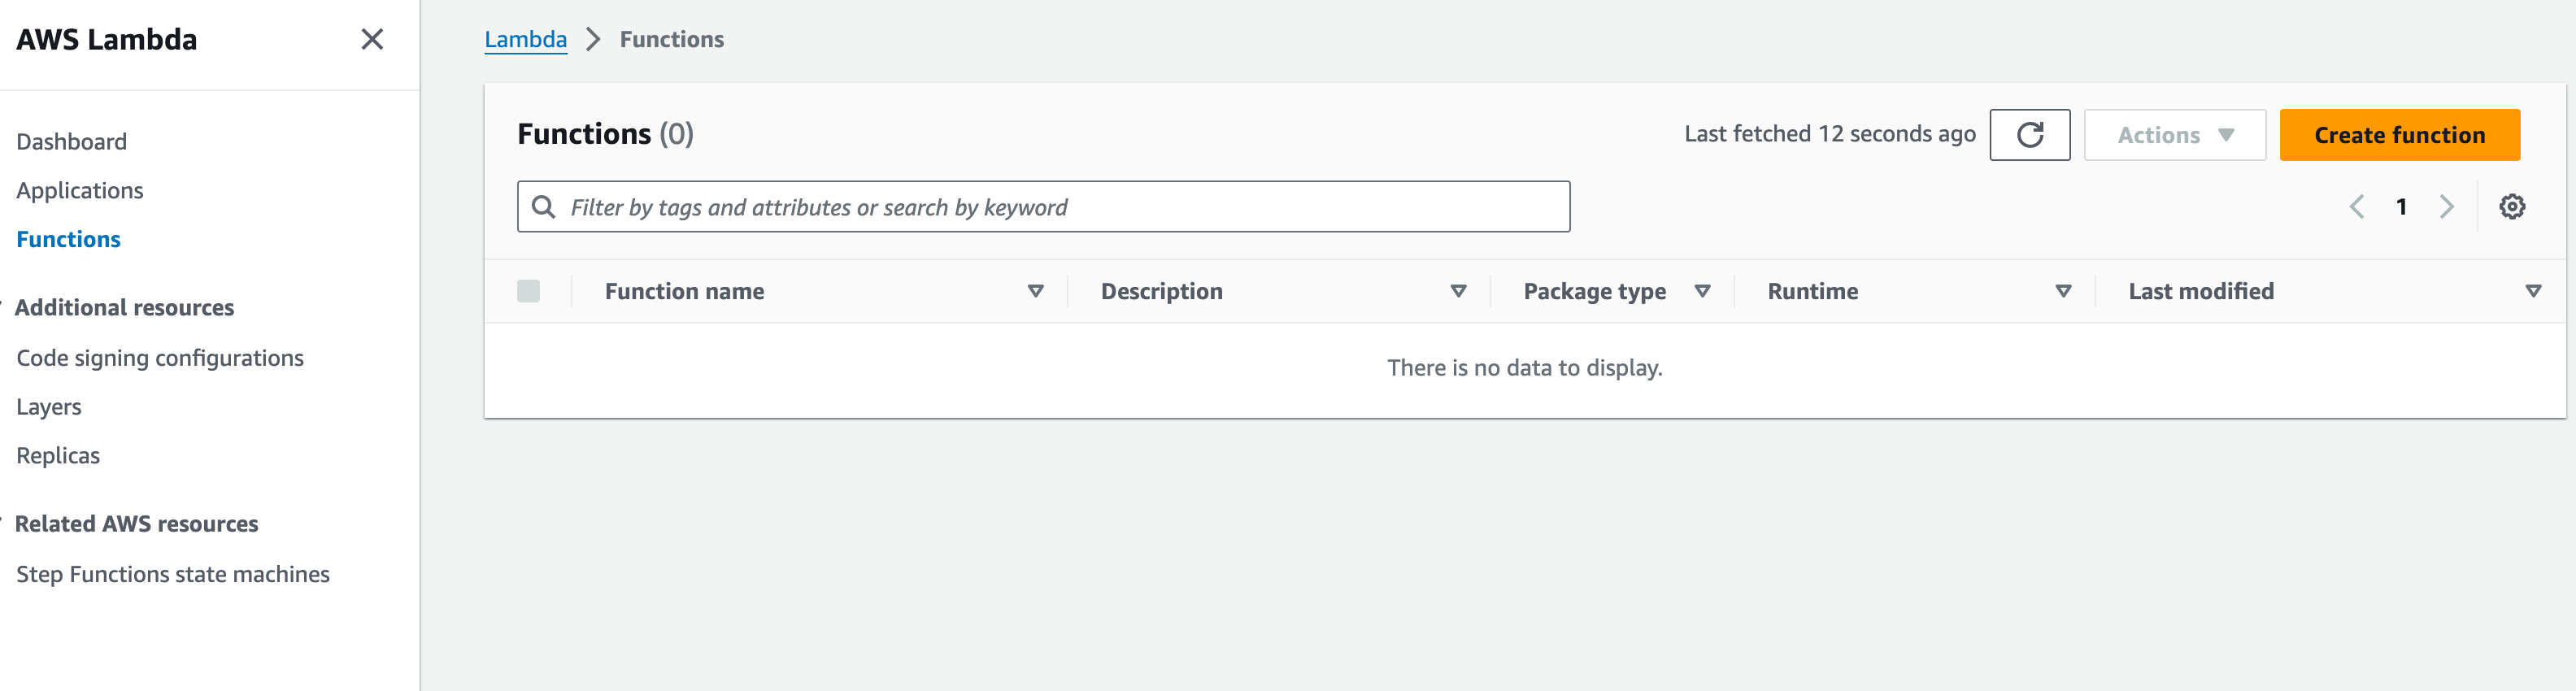 AWS Lambda
Dashboard
Applications
Functions
Additional resources
Code signing configurations
Layers
Replicas
Related AWS resources
Step Functions state machines
Lambda > Functions
Functions (0)
Last fetched 12 seconds ago
Actions
Create function
Filter by tags and attributes or search by keyword
1
Function name Description Package type Runtime Last modified
There is no data to display.